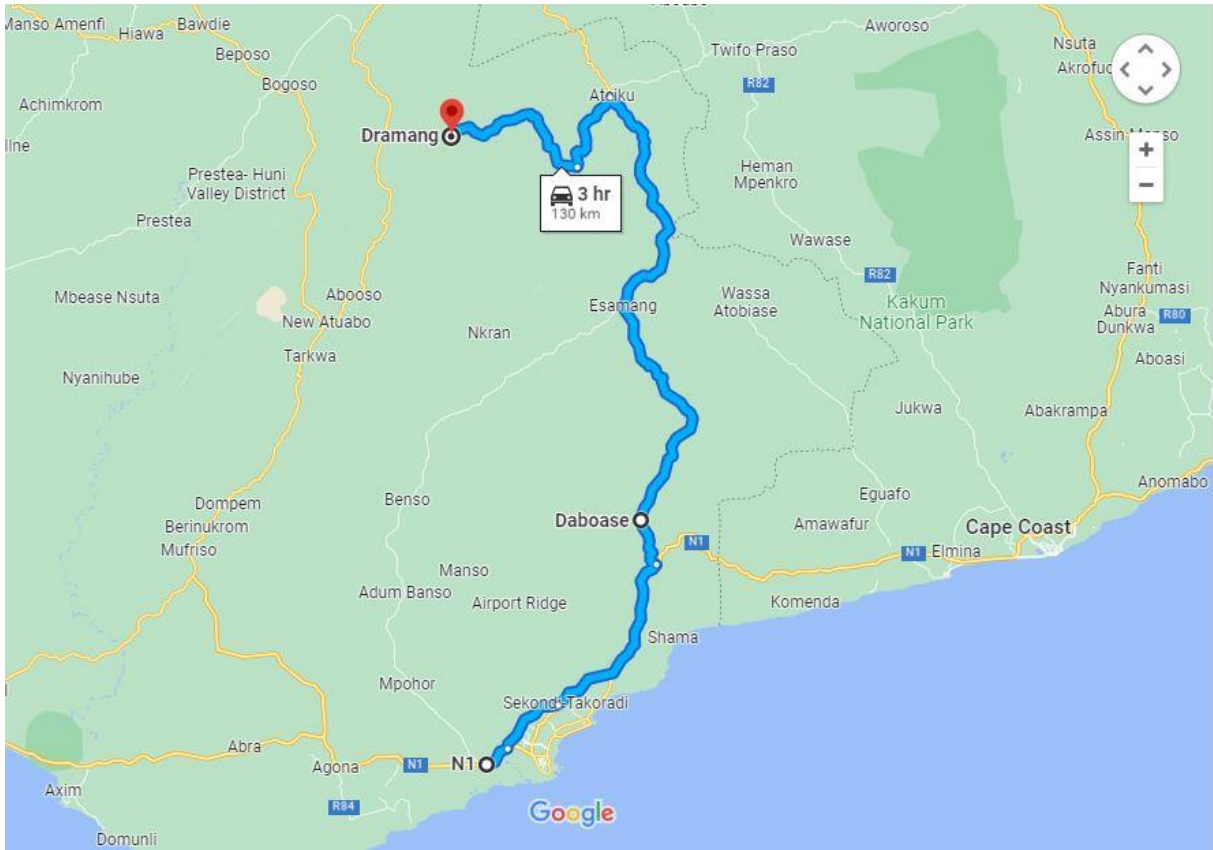 Manso Amenfi
Hiawa
Bawdie
Aworoso
Nsuta
Beposo
Twifo Praso
Akrofuo
Bogoso
R82
Achimkrom
Atoiku
Dramang
Assin Manso
+
Prestea- Huni
Valley District
3 hr
130 km
Heman
Mpenkro
−
Prestea
Wawase
R82
Fanti
Nyankumasi
Mbease Nsuta
Abooso
Esamang
Wassa
Atobiase
Kakum
National Park
Abura
Dunkwa
R80
New Atuabo
Nkran
Tarkwa
Aboasi
Nyanihube
Jukwa
Abakrampa
Dompem
Benso
Eguafo
Anomabo
Berinukrom
Daboase
Amawafur
Cape Coast
Mufriso
N1
N1
Elmina
Manso
Adum Banso
Airport Ridge
Komenda
Shama
Mpohor
Sekondi-Takoradi
Abra
Agona
N1
N1
Axim
R84
Google
Domunli